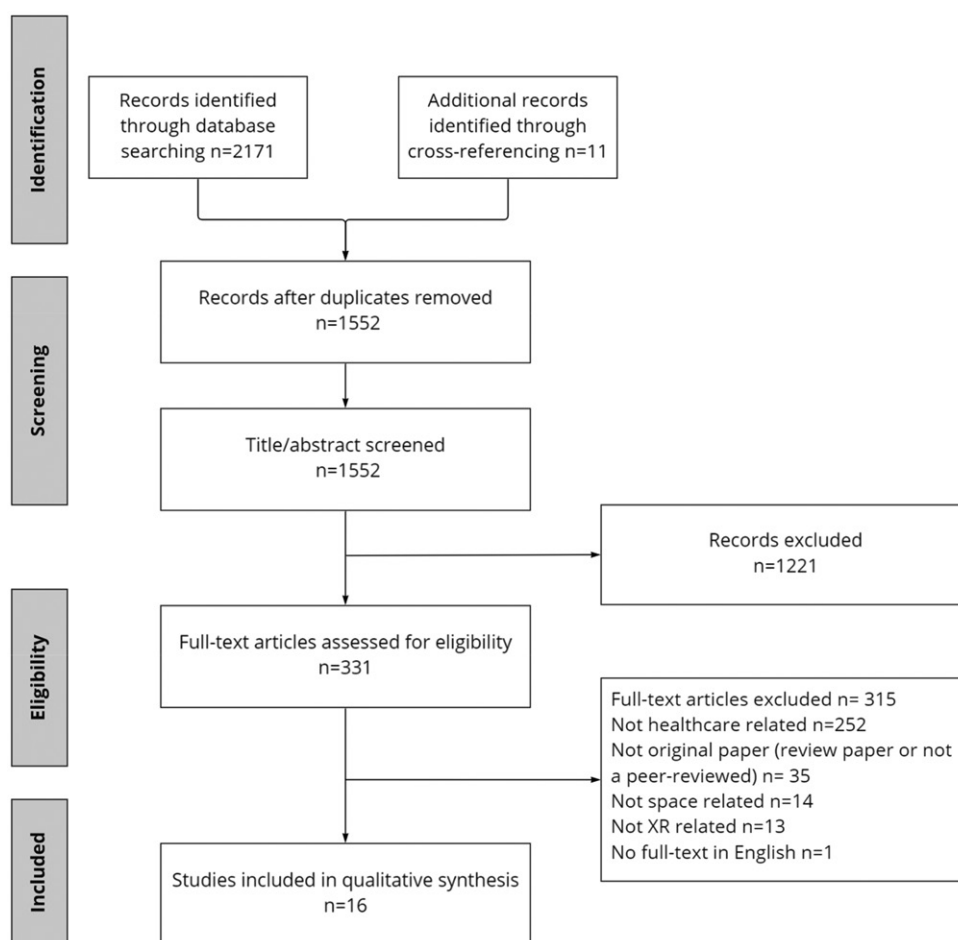 Identification
Records identified
through database
searching n=2171
Additional records
identified through
cross-referencing n=11
Screening
Records after duplicates removed
n=1552
Title/abstract screened
n=1552
Records excluded
n=1221
Eligibility
Full-text articles assessed for eligibility
n=331
Full-text articles excluded n= 315
Not healthcare related n=252
Not original paper (review paper or not
a peer-reviewed) n= 35
Not space related n=14
Not XR related n=13
No full-text in English n=1
Included
Studies included in qualitative synthesis
n=16